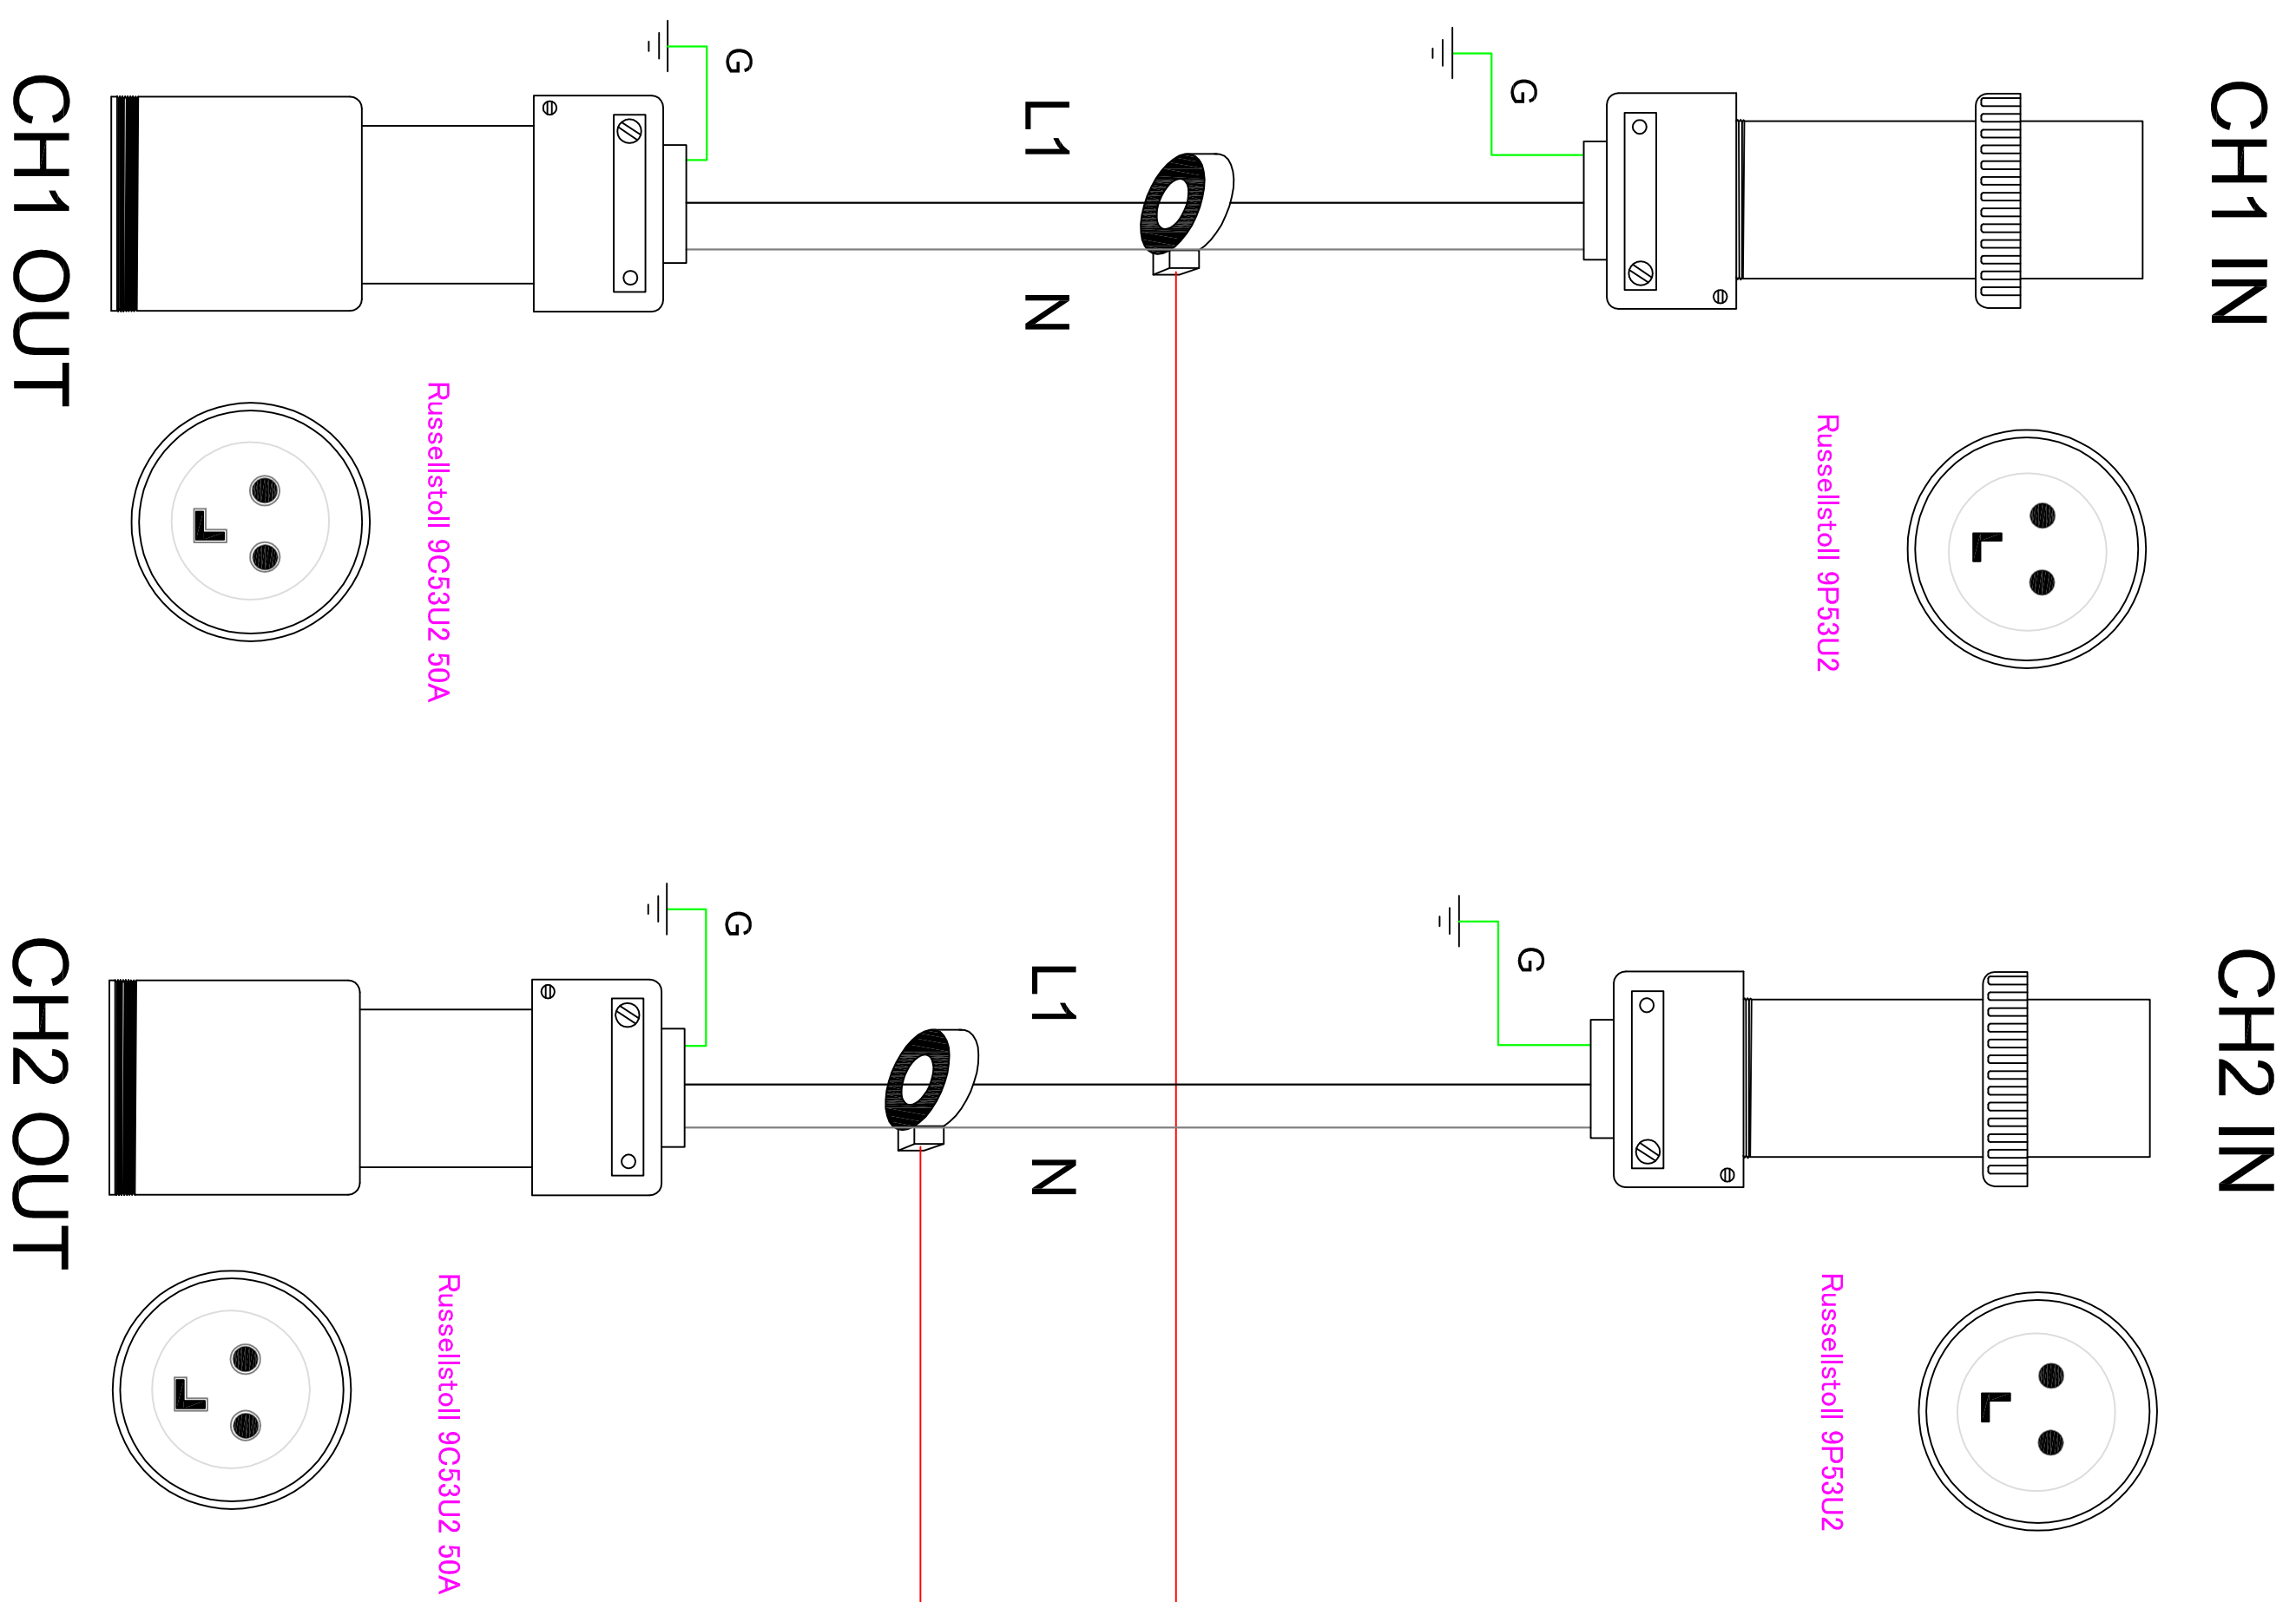 CH1 OUT
G
L1
N
G
CH1 IN
Russellstoll 9C53U2 50A
Russellstoll 9P53U2
CH2 OUT
G
L1
N
G
CH2 IN
Russellstoll 9C53U2 50A
Russellstoll 9P53U2